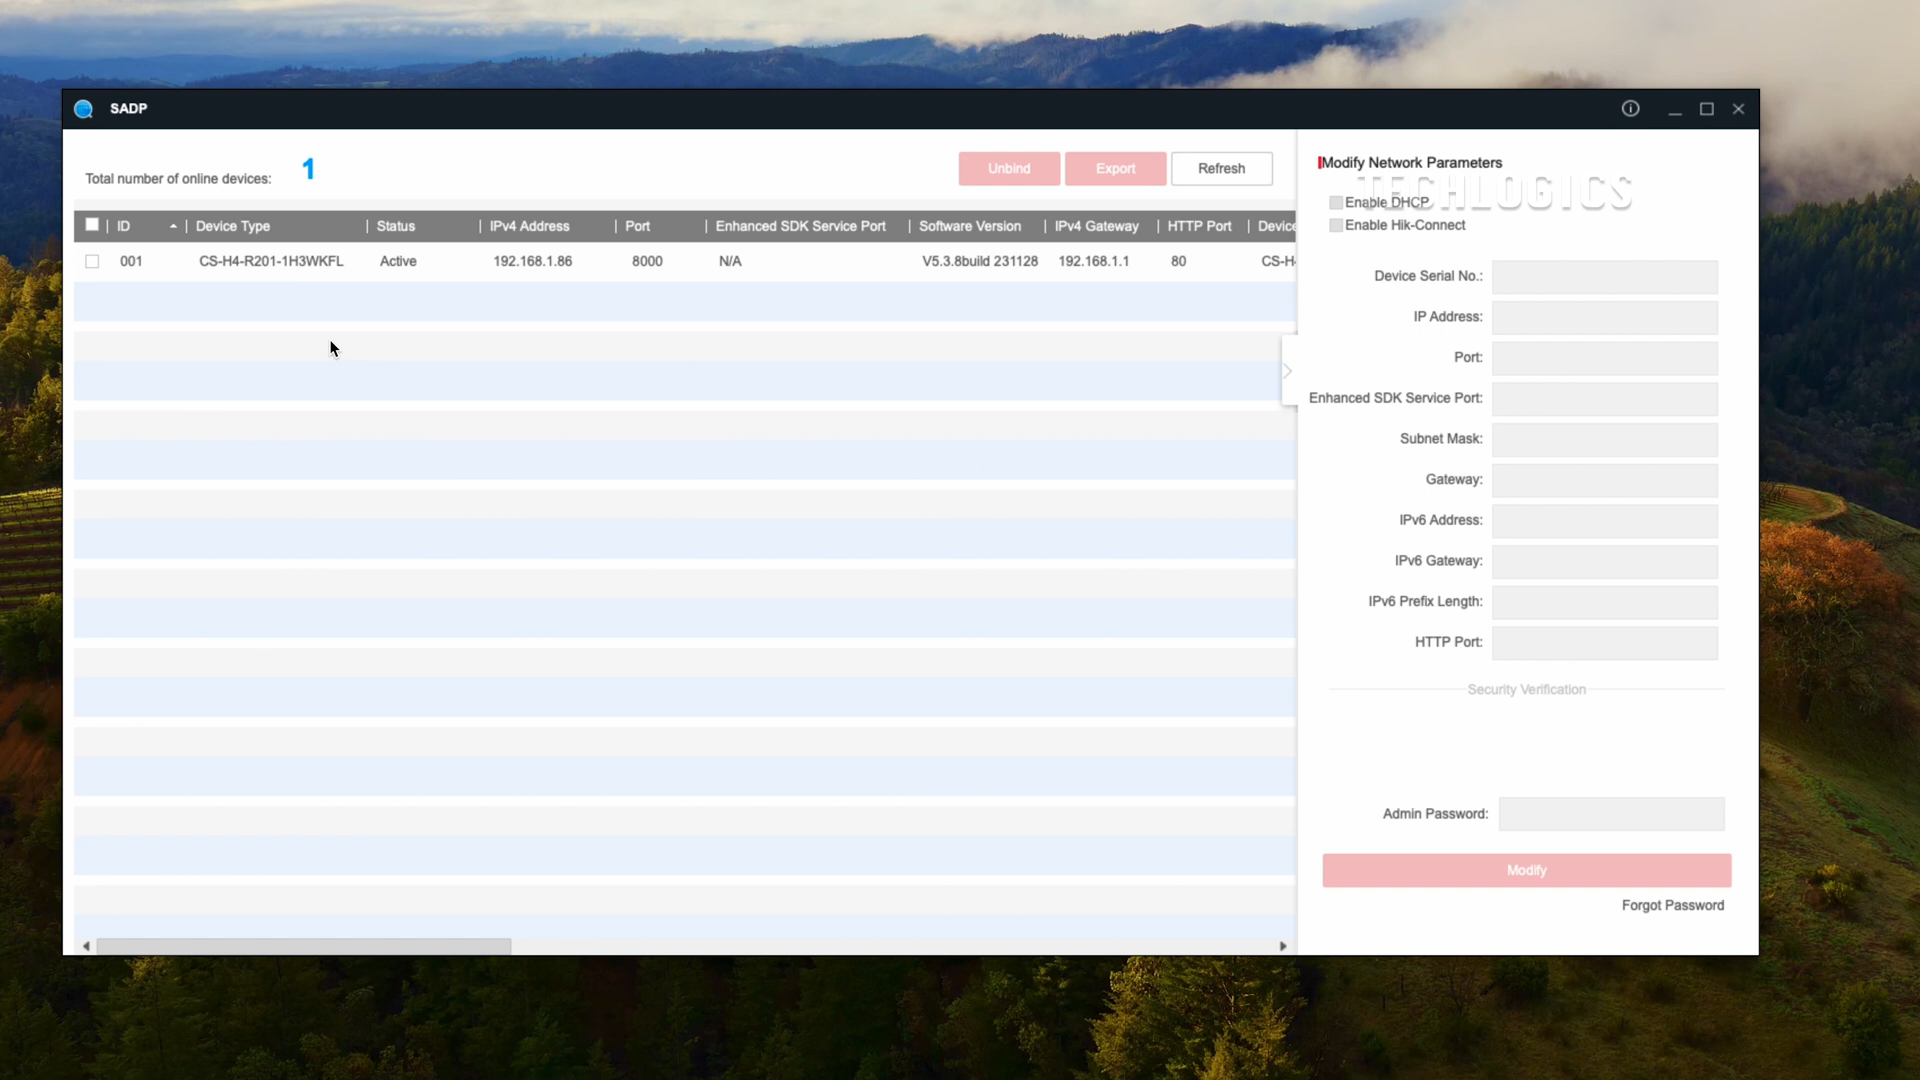 SADP
Total number of online devices: 1
Unbind Export Refresh
ID Device Type Status IPv4 Address Port Enhanced SDK Service Port Software Version IPv4 Gateway HTTP Port Device
001 CS-H4-R201-1H3WKFL Active 192.168.1.86 8000 N/A V5.3.8build 231128 192.168.1.1 80 CS-H
Modify Network Parameters
TECHLOGICS
Enable DHCP
Enable Hik-Connect
Device Serial No.:
IP Address:
Port:
Enhanced SDK Service Port:
Subnet Mask:
Gateway:
IPv6 Address:
IPv6 Gateway:
IPv6 Prefix Length:
HTTP Port:
Security Verification
Admin Password:
Modify
Forgot Password